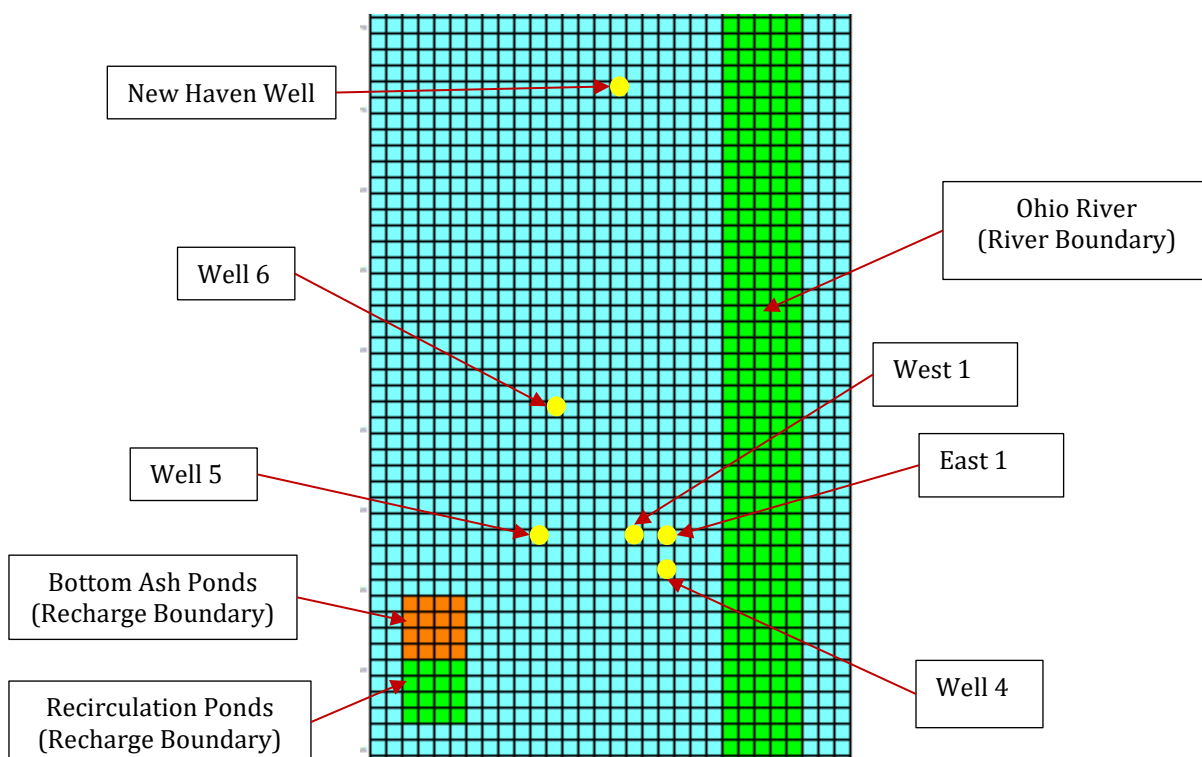 New Haven Well
Ohio River
(River Boundary)
Well 6
West 1
East 1
Well 5
Bottom Ash Ponds
(Recharge Boundary)
Well 4
Recirculation Ponds
(Recharge Boundary)